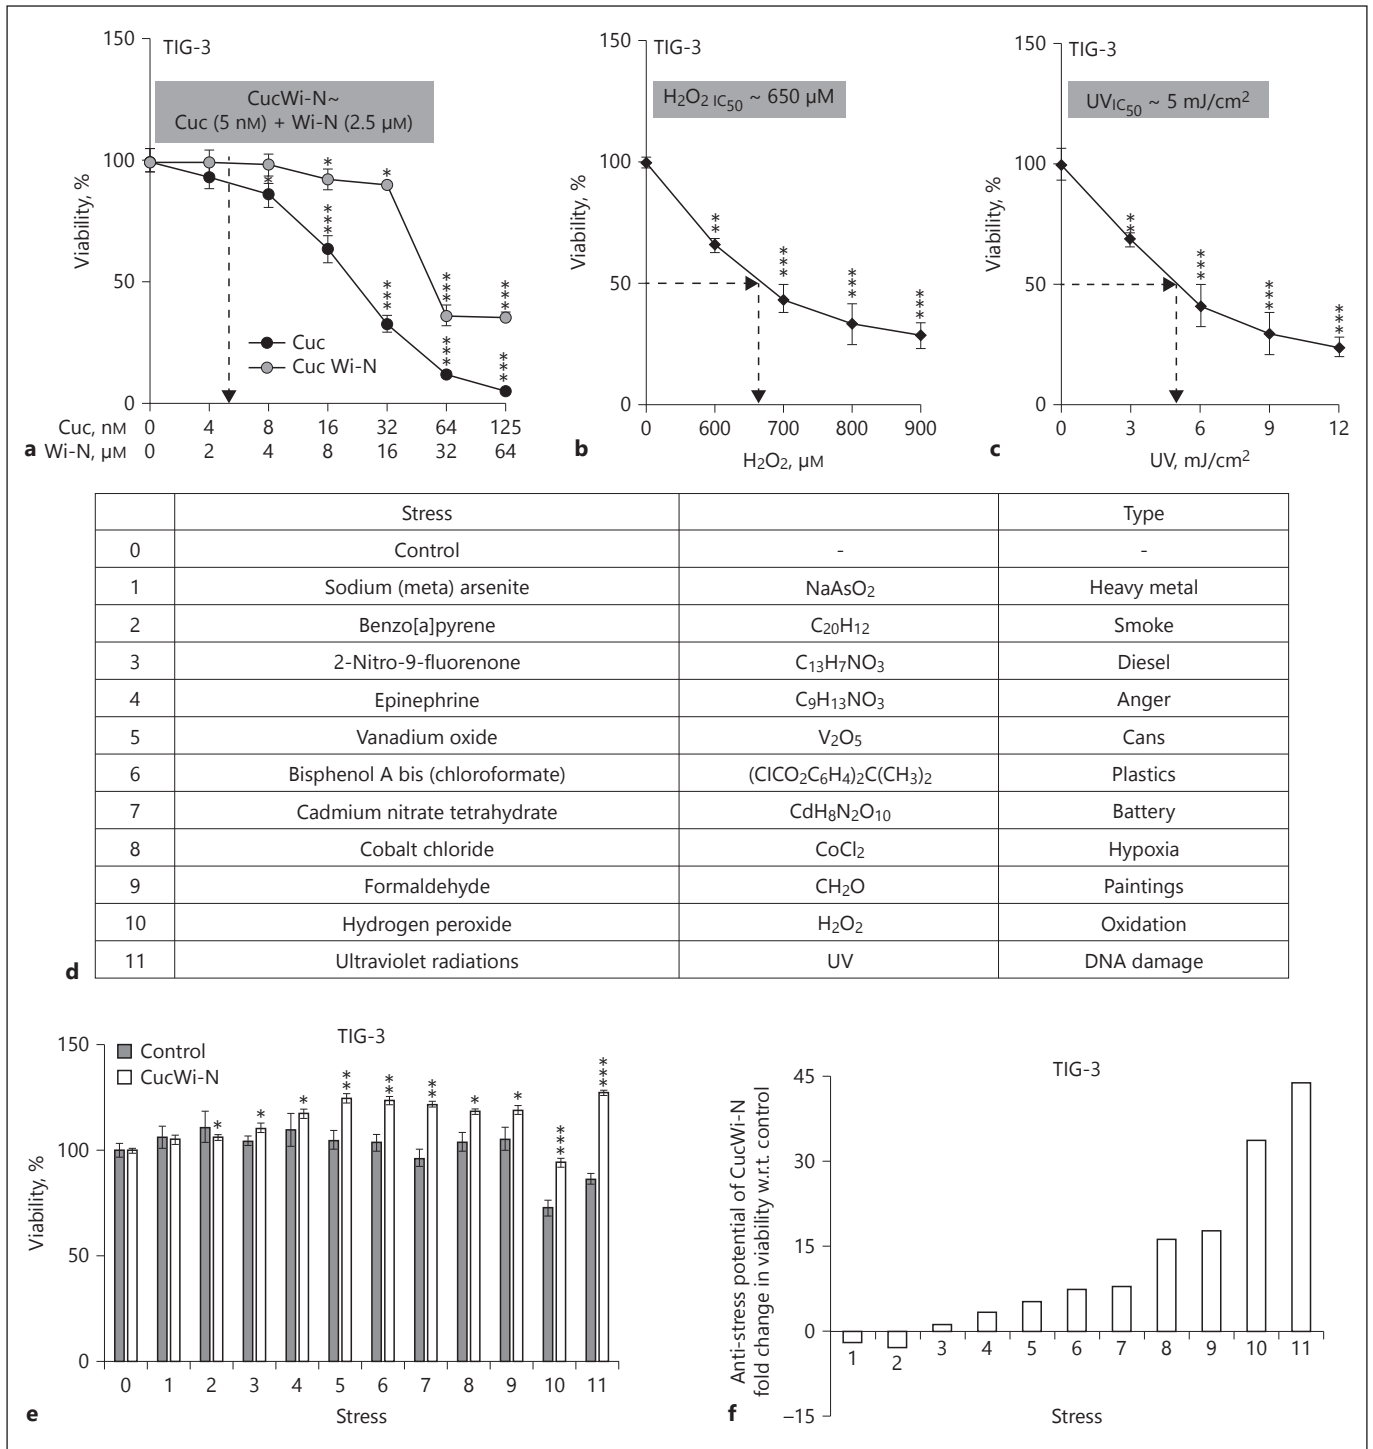 150
TIG-3
CucWi-N~
Cuc (5 nM) + Wi-N (2.5 μM)
100
Viability, %
50
0
*
*
*
***
***
***
***
***
***
Cuc
Cuc Wi-N
Cuc, nM 0 4 8 16 32 64 125
a Wi-N, μM 0 2 4 8 16 32 64
150
TIG-3
H2O2 IC50 ~ 650 μM
100
Viability, %
50
0
**
***
***
***
0 600 700 800 900
b H2O2, μM
150
TIG-3
UVIC50 ~ 5 mJ/cm2
100
Viability, %
50
0
**
***
***
***
0 3 6 9 12
c UV, mJ/cm2
Stress Type
0 Control - -
1 Sodium (meta) arsenite NaAsO2 Heavy metal
2 Benzo[a]pyrene C20H12 Smoke
3 2-Nitro-9-fluorenone C13H7NO3 Diesel
4 Epinephrine C9H13NO3 Anger
5 Vanadium oxide V2O5 Cans
6 Bisphenol A bis (chloroformate) (ClCO2C6H4)2C(CH3)2 Plastics
7 Cadmium nitrate tetrahydrate CdH8N2O10 Battery
8 Cobalt chloride CoCl2 Hypoxia
9 Formaldehyde CH2O Paintings
10 Hydrogen peroxide H2O2 Oxidation
11 Ultraviolet radiations UV DNA damage
d
TIG-3
150
Control
CucWi-N
100
Viability, %
50
0
* * * ** ** ** * * *** ***
0 1 2 3 4 5 6 7 8 9 10 11
e Stress
TIG-3
45
30
15
0
–15
Anti-stress potential of CucWi-N
fold change in viability w.r.t. control
1 2 3 4 5 6 7 8 9 10 11
f Stress